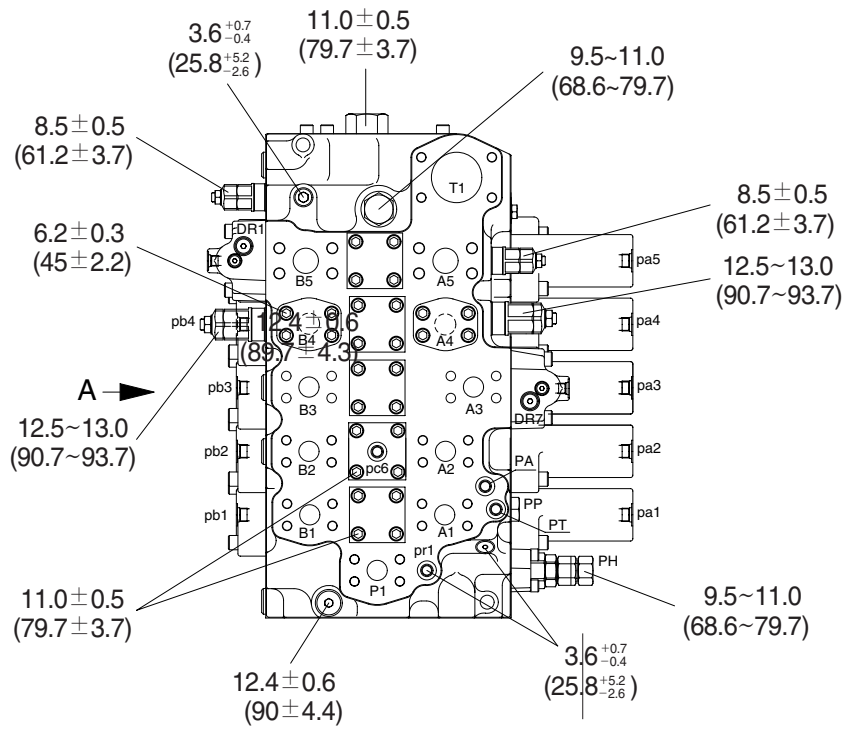 3.6 +0.7 -0.4
(25.8 +5.2 -2.6 )
11.0±0.5
(79.7±3.7)
9.5~11.0
(68.6~79.7)
8.5±0.5
(61.2±3.7)
T1
8.5±0.5
(61.2±3.7)
6.2±0.3
(45±2.2)
DR1
B5
A5
pa5
12.5~13.0
(90.7~93.7)
pb4
12.4±0.6
(89.7±4.3)
B4
A4
pa4
A
pb3
B3
A3
pa3
DR7
12.5~13.0
(90.7~93.7)
pb2
B2
pc6
A2
pa2
PA
PP
pb1
B1
A1
PT
pa1
pr1
PH
P1
11.0±0.5
(79.7±3.7)
9.5~11.0
(68.6~79.7)
12.4±0.6
(90±4.4)
3.6 +0.7 -0.4
(25.8 +5.2 -2.6 )